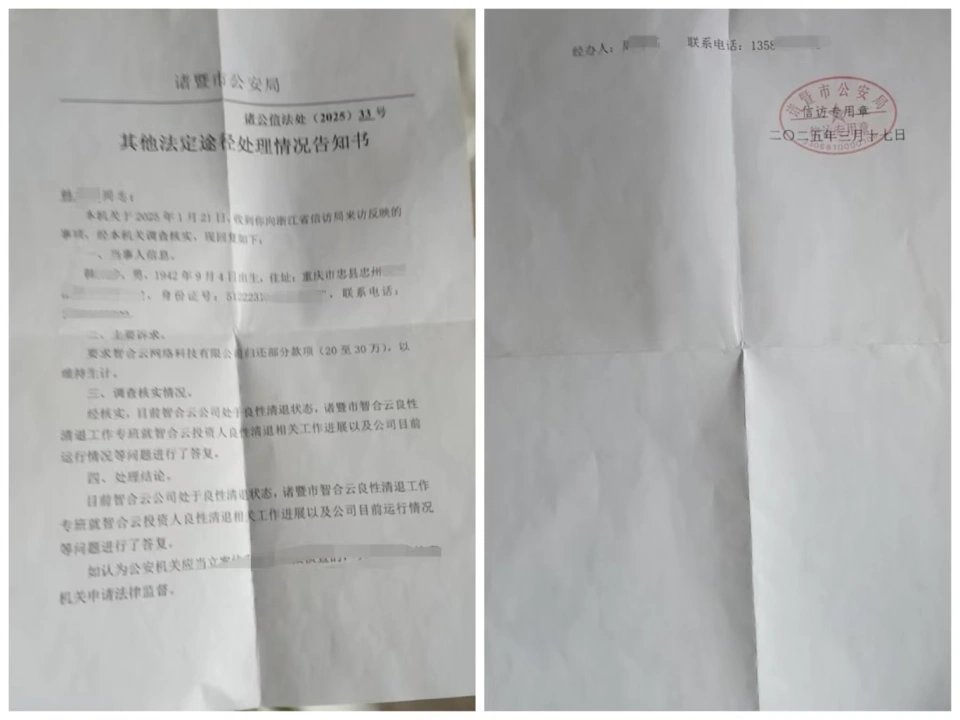 诸暨市公安局
诸公信法处（2025）33号
其他法定途径处理情况告知书
同志：
本机关于2025年1月21日，收到你向浙江省信访局来访反映的
事项，经本机关调查核实，现回复如下：
一、当事人信息。
男，1942年9月4日出生，住址：重庆市忠县忠州
，身份证号：512223，联系电话：
二、主要诉求。
要求智合云网络科技有限公司归还部分款项（20至30万），以
维持生计。
三、调查核实情况。
经核实，目前智合云公司处于良性清退状态，诸暨市智合云良性
清退工作专班就智合云投资人良性清退相关工作进展以及公司目前
运行情况等问题进行了答复。
四、处理结论。
目前智合云公司处于良性清退状态，诸暨市智合云良性清退工作
专班就智合云投资人良性清退相关工作进展以及公司目前运行情况
等问题进行了答复。
如认为公安机关应当立案
机关申请法律监督。
经办人：周 联系电话：1358
诸暨市公安局
信访专用章
信访专用章
二〇二五年三月十七日